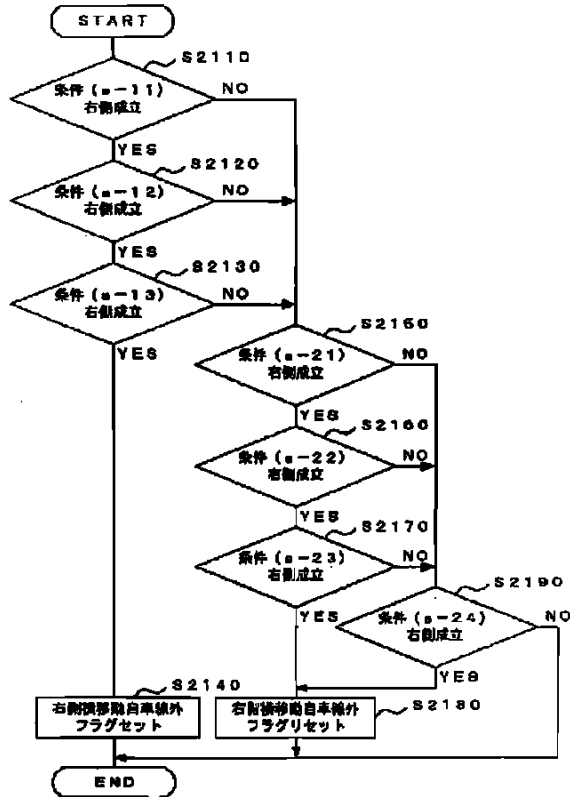 START
S2110
条件(a-11)
右側成立
NO
YES
S2120
条件(a-12)
右側成立
NO
YES
S2130
条件(a-13)
右側成立
NO
YES
S2150
条件(a-21)
右側成立
NO
YES
S2160
条件(a-22)
右側成立
NO
YES
S2170
条件(a-23)
右側成立
NO
YES
S2190
条件(a-24)
右側成立
NO
YES
S2140
右側横移動自車線外
フラグセット
S2180
右側横移動自車線外
フラグリセット
END